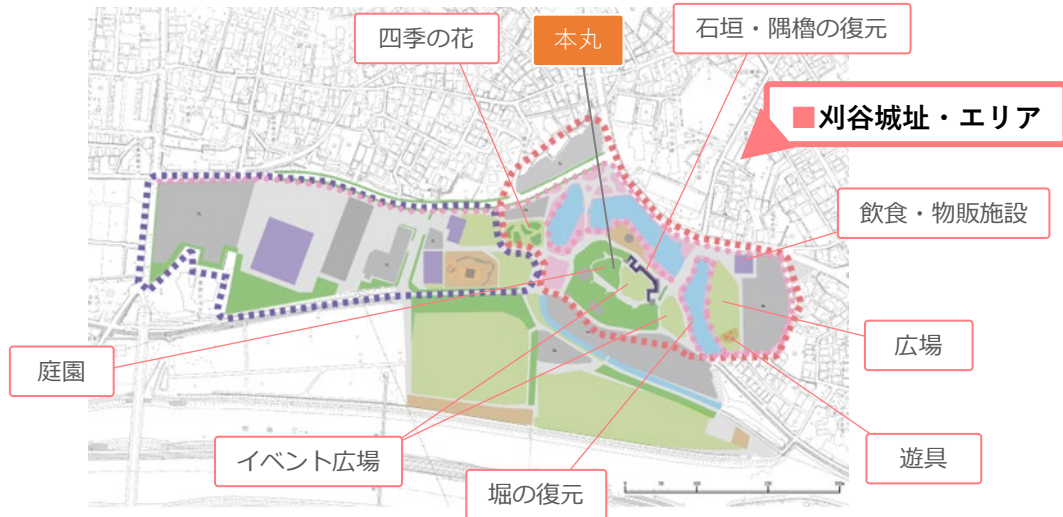 四季の花
本丸
石垣・隅櫓の復元
■刈谷城址・エリア
飲食・物販施設
広場
庭園
遊具
イベント広場
堀の復元